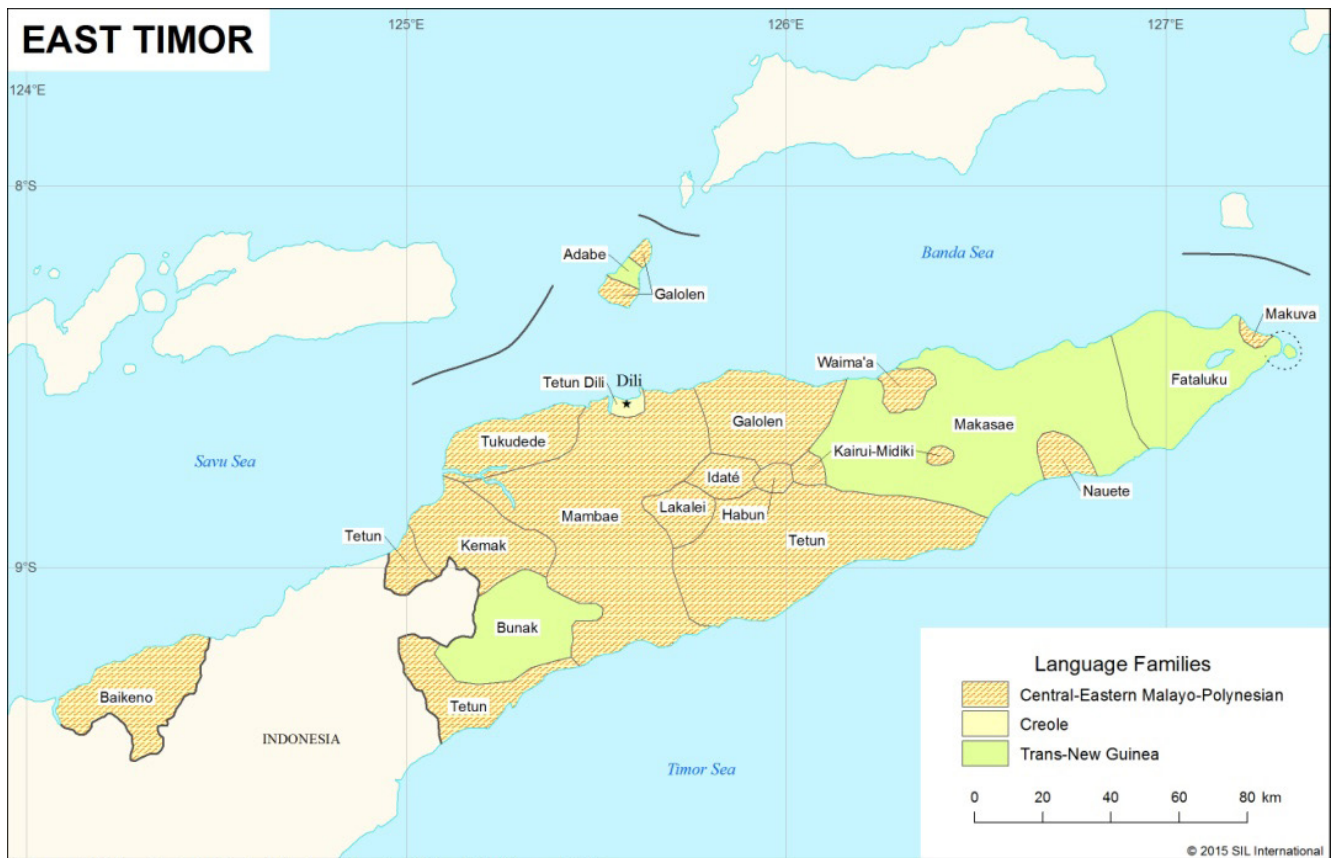 EAST TIMOR
125°E
126°E
127°E
124°E
8°S
Adabe
Galolen
Banda Sea
Makuva
Waima'a
Tetun Dili
Dili
Fataluku
Galolen
Makasae
Tukudede
Savu Sea
Kairui-Midiki
Idaté
Nauete
Lakalei
Habun
Mambae
Tetun
Kemak
Tetun
9°S
Bunak
Baikeno
Tetun
INDONESIA
Timor Sea
Language Families
Central-Eastern Malayo-Polynesian
Creole
Trans-New Guinea
0 20 40 60 80 km
© 2015 SIL International